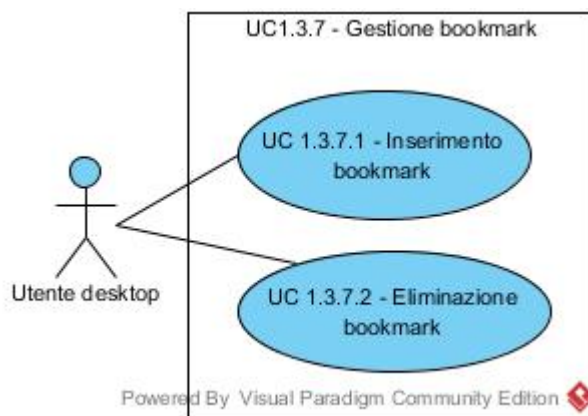 UC1.3.7 - Gestione bookmark
UC 1.3.7.1 - Inserimento
bookmark
Utente desktop
UC 1.3.7.2 - Eliminazione
bookmark
Powered By Visual Paradigm Community Edition